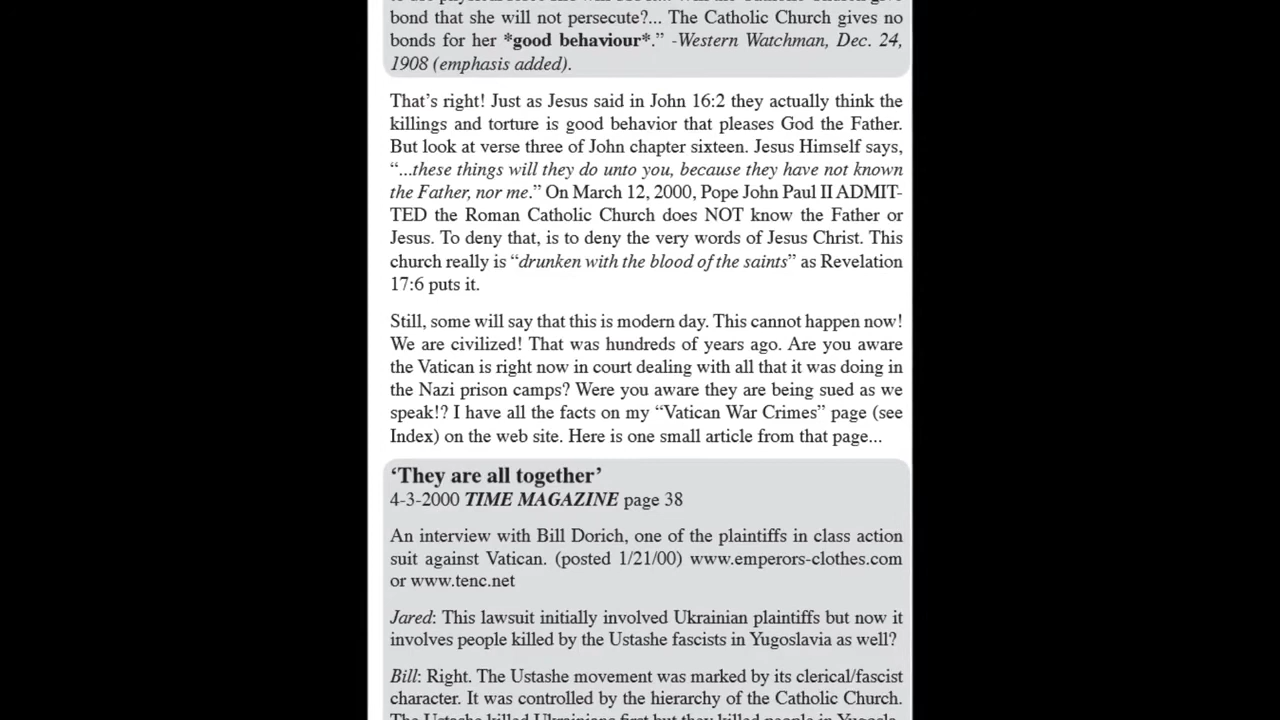 bond that she will not persecute?... The Catholic Church gives no
bonds for her *good behaviour*.” -Western Watchman, Dec. 24,
1908 (emphasis added).
That’s right! Just as Jesus said in John 16:2 they actually think the
killings and torture is good behavior that pleases God the Father.
But look at verse three of John chapter sixteen. Jesus Himself says,
“...these things will they do unto you, because they have not known
the Father, nor me.” On March 12, 2000, Pope John Paul II ADMIT-
TED the Roman Catholic Church does NOT know the Father or
Jesus. To deny that, is to deny the very words of Jesus Christ. This
church really is “drunken with the blood of the saints” as Revelation
17:6 puts it.
Still, some will say that this is modern day. This cannot happen now!
We are civilized! That was hundreds of years ago. Are you aware
the Vatican is right now in court dealing with all that it was doing in
the Nazi prison camps? Were you aware they are being sued as we
speak!? I have all the facts on my “Vatican War Crimes” page (see
Index) on the web site. Here is one small article from that page...
‘They are all together’
4-3-2000 TIME MAGAZINE page 38
An interview with Bill Dorich, one of the plaintiffs in class action
suit against Vatican. (posted 1/21/00) www.emperors-clothes.com
or www.tenc.net
Jared: This lawsuit initially involved Ukrainian plaintiffs but now it
involves people killed by the Ustashe fascists in Yugoslavia as well?
Bill: Right. The Ustashe movement was marked by its clerical/fascist
character. It was controlled by the hierarchy of the Catholic Church.
The Ustashe killed Ukrainians first but they killed people in Yugosla-